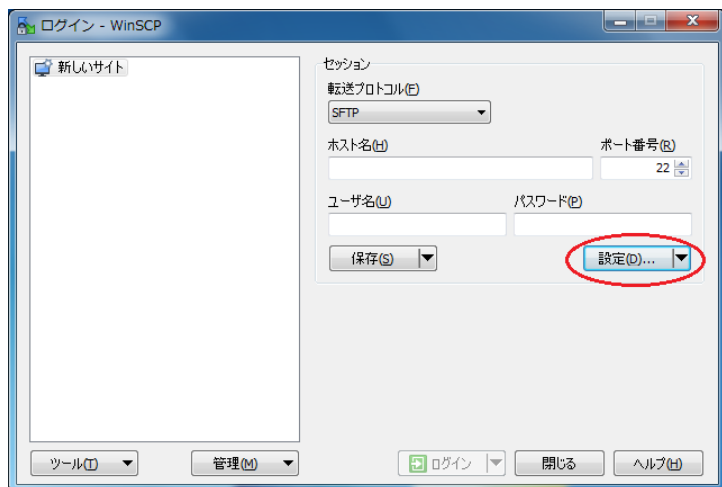 ログイン - WinSCP
新しいサイト
セッション
転送プロトコル(F)
SFTP
ホスト名(H)
ポート番号(R)
22
ユーザ名(U)
パスワード(P)
保存(S)
設定(D)...
ツール(T)
管理(M)
ログイン
閉じる
ヘルプ(H)